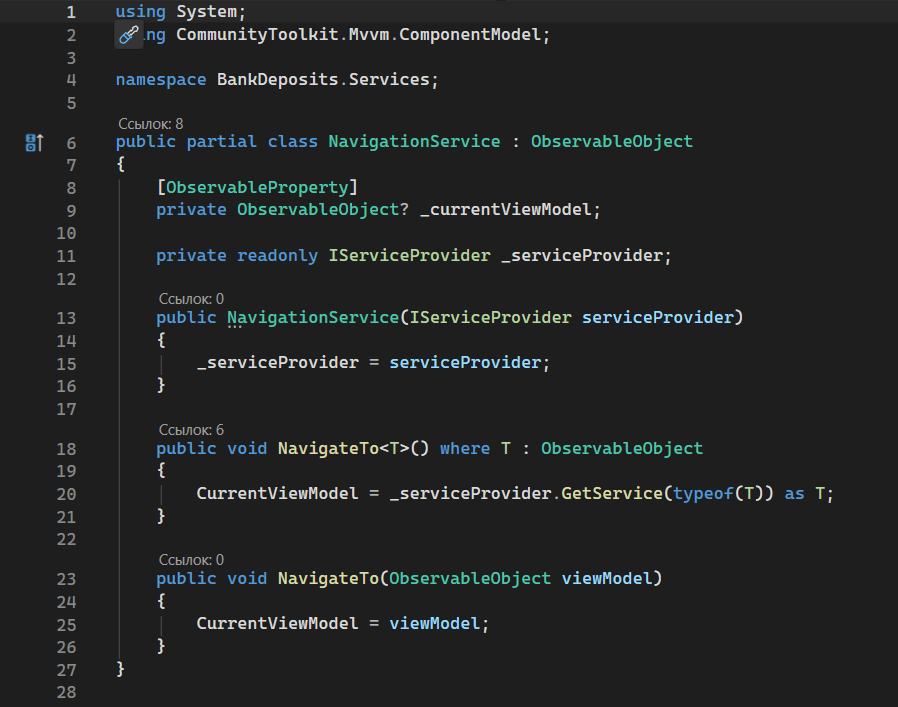 1 using System;
2 ng CommunityToolkit.Mvvm.ComponentModel;
3
4 namespace BankDeposits.Services;
5
Ссылок: 8
6 public partial class NavigationService : ObservableObject
7 {
8 [ObservableProperty]
9 private ObservableObject? _currentViewModel;
10
11 private readonly IServiceProvider _serviceProvider;
12
Ссылок: 0
13 public NavigationService(IServiceProvider serviceProvider)
14 {
15 _serviceProvider = serviceProvider;
16 }
17
Ссылок: 6
18 public void NavigateTo<T>() where T : ObservableObject
19 {
20 CurrentViewModel = _serviceProvider.GetService(typeof(T)) as T;
21 }
22
Ссылок: 0
23 public void NavigateTo(ObservableObject viewModel)
24 {
25 CurrentViewModel = viewModel;
26 }
27 }
28